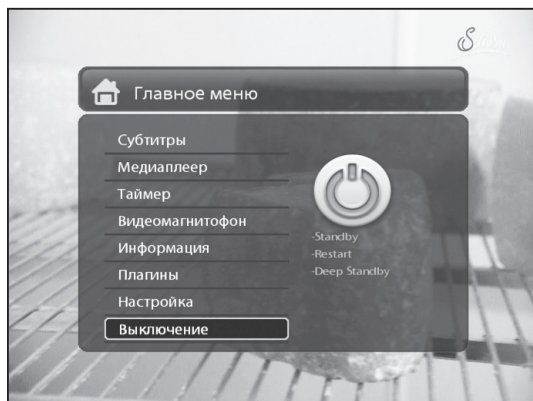 Главное меню
Субтитры
Медиаплеер
Таймер
Видеомагнитофон
Информация
Плагины
Настройка
Выключение
-Standby
-Restart
-Deep Standby